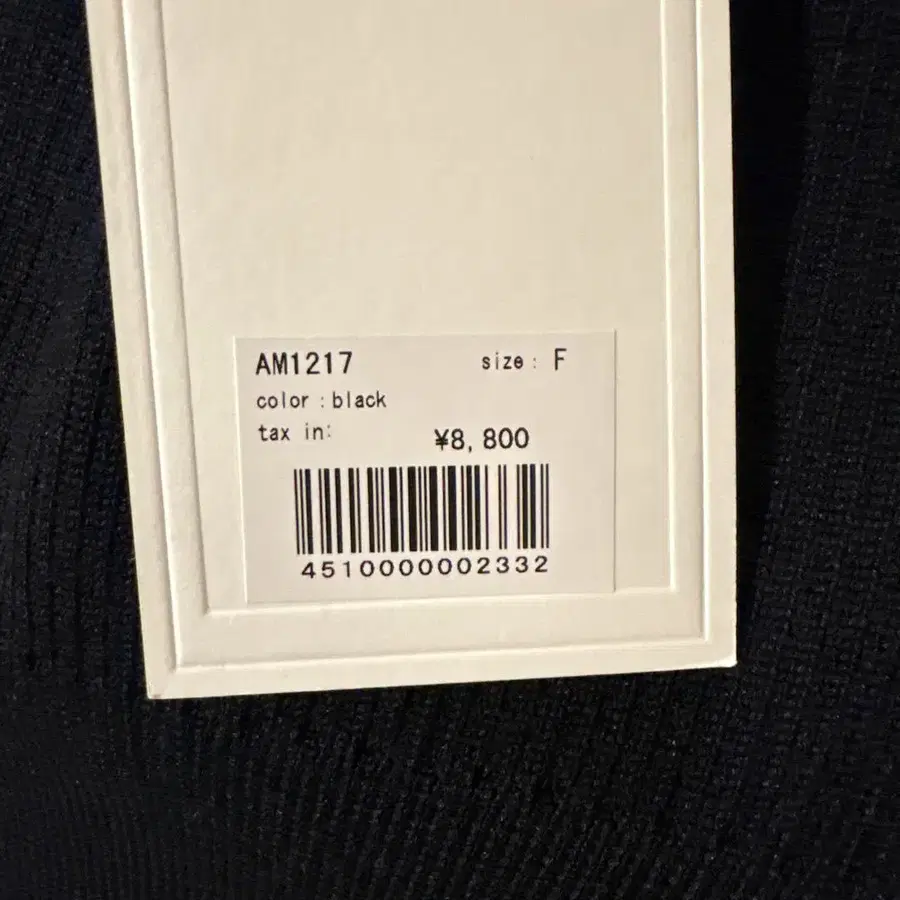 AM1217 size: F
color :black
tax in: ¥8,800
4510000002332